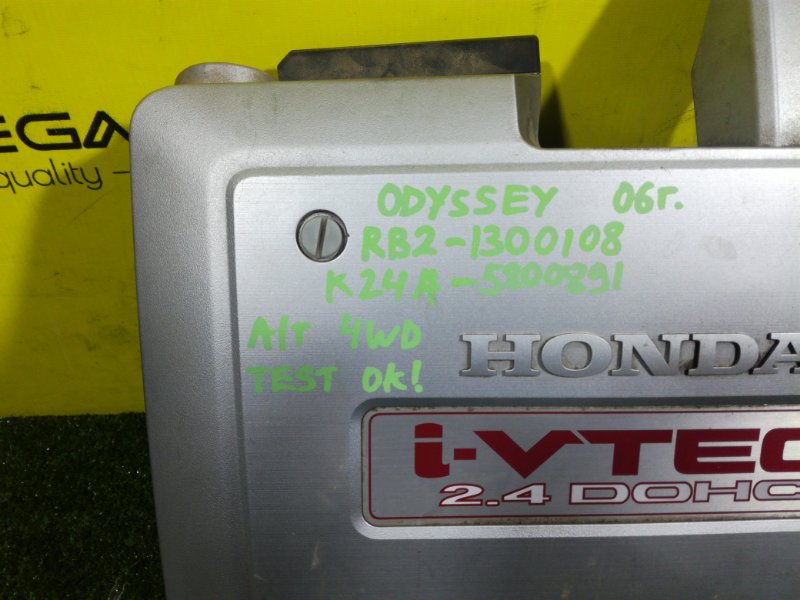 EGA
quality -
ODYSSEY 06г.
RB2-1300108
K24A-5800891
A/T 4WD
TEST OK!
HONDA
i-VTEC
2.4 DOHC